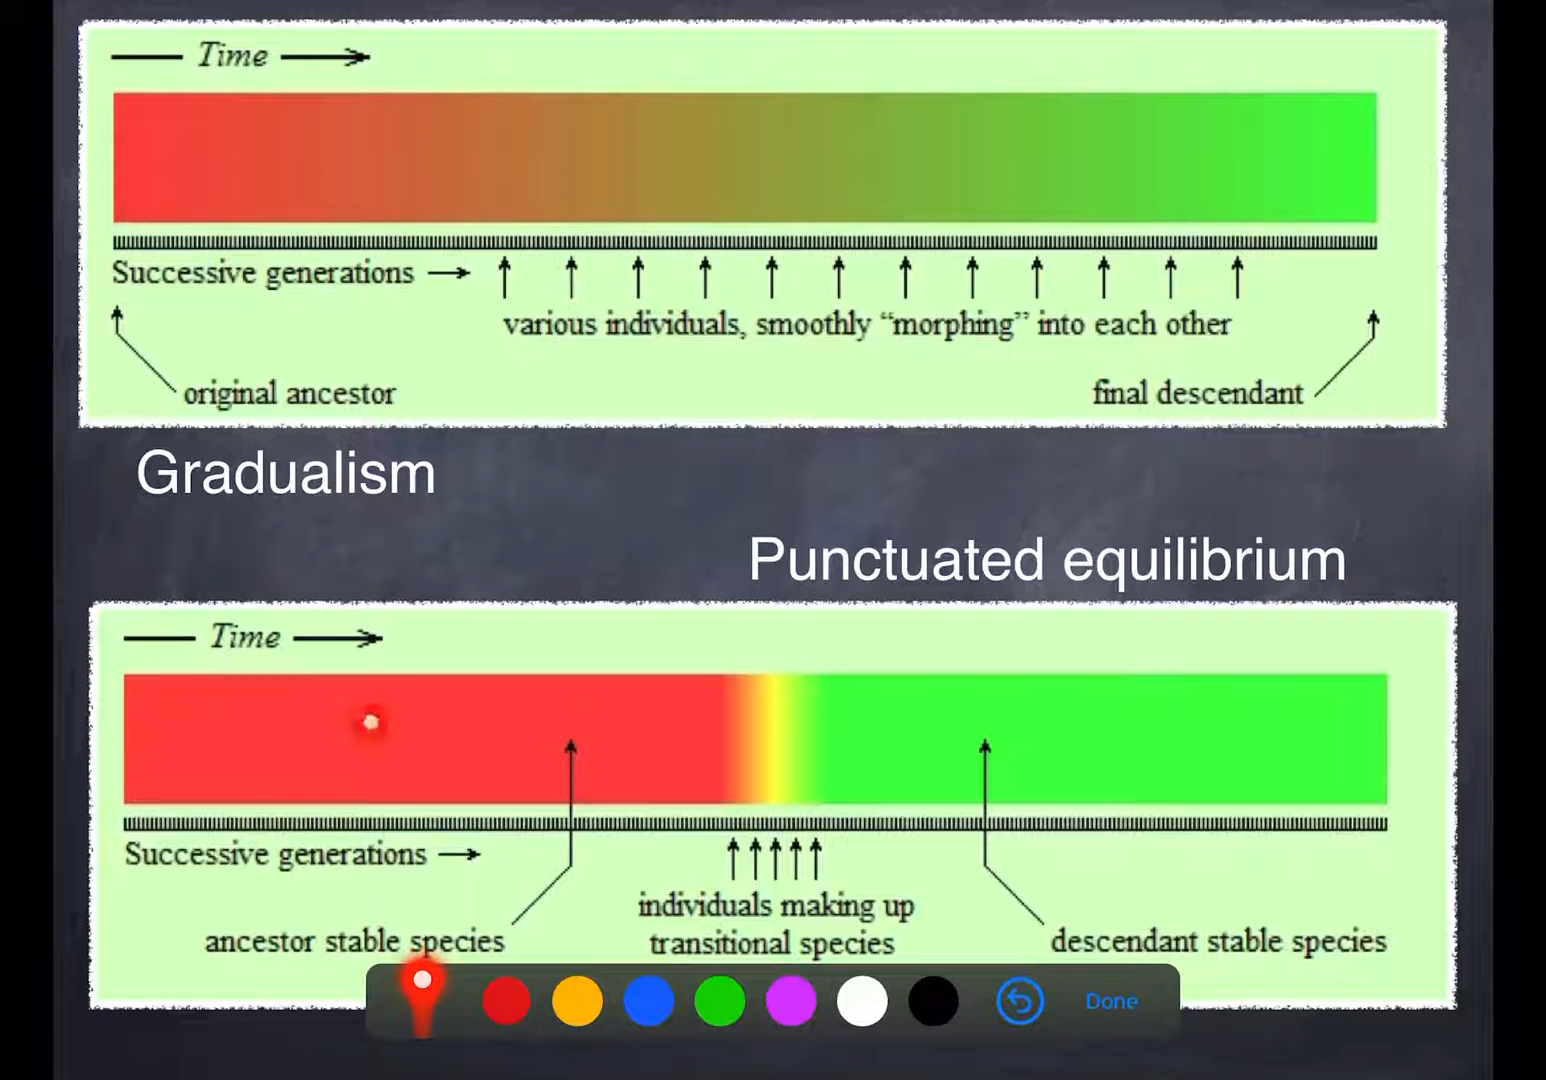 Time
Successive generations
various individuals, smoothly “morphing” into each other
original ancestor
final descendant
Gradualism
Punctuated equilibrium
Time
Successive generations
individuals making up
transitional species
ancestor stable species
descendant stable species
Done